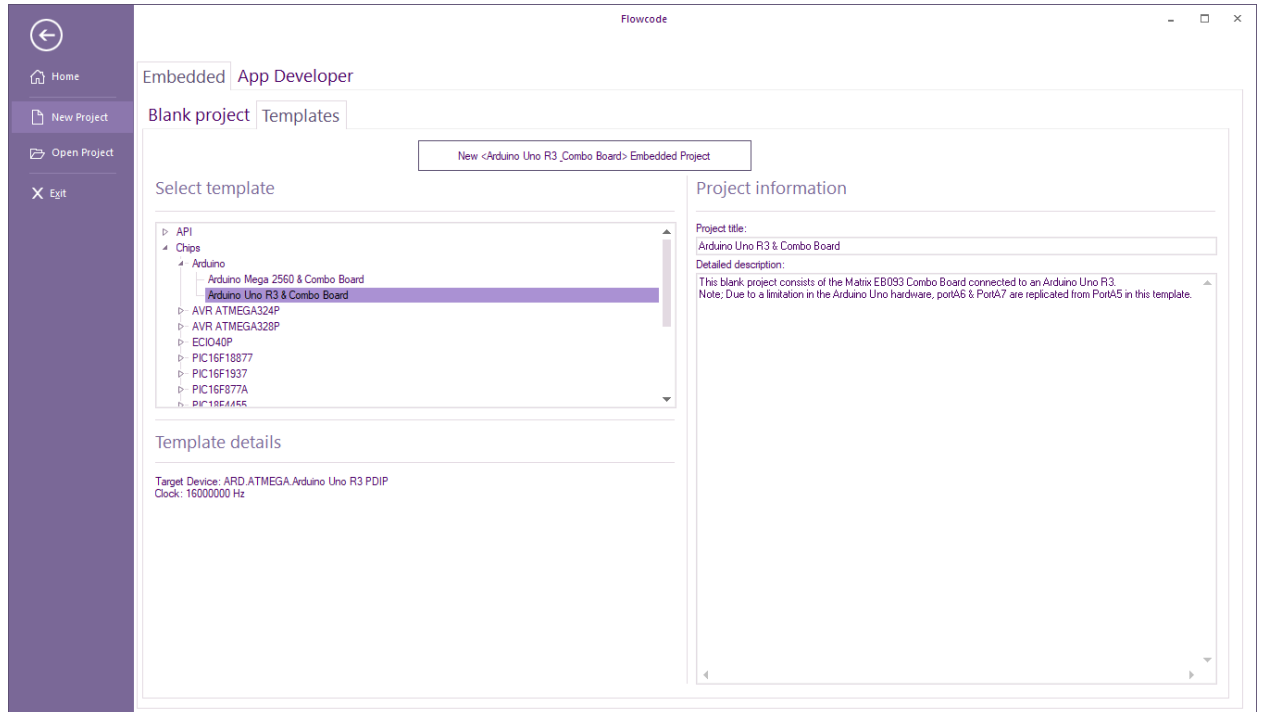 Flowcode
Home
New Project
Open Project
Exit
Embedded App Developer
Blank project Templates
New <Arduino Uno R3 _Combo Board> Embedded Project
Select template
API
Chips
Arduino
Arduino Mega 2560 & Combo Board
Arduino Uno R3 & Combo Board
AVR ATMEGA324P
AVR ATMEGA328P
ECIO40P
PIC16F18877
PIC16F1937
PIC16F877A
PIC18F4455
Template details
Target Device: ARD.ATMEGA.Arduino Uno R3 PDIP
Clock: 16000000 Hz
Project information
Project title:
Arduino Uno R3 & Combo Board
Detailed description:
This blank project consists of the Matrix EB093 Combo Board connected to an Arduino Uno R3.
Note; Due to a limitation in the Arduino Uno hardware, portA6 & PortA7 are replicated from PortA5 in this template.